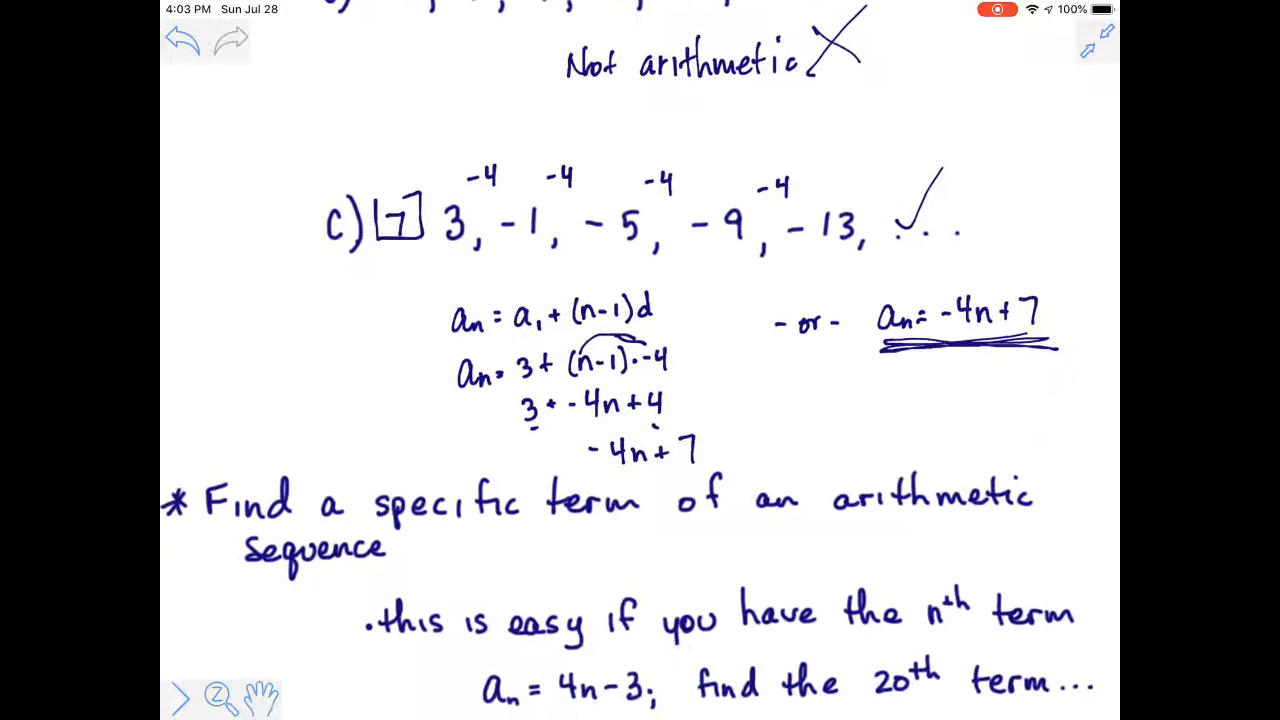 4:03 PM Sun Jul 28 100%
Not arithmetic
-4 -4 -4 -4
c) 7 3, -1, -5, -9, -13, ...
aₙ = a₁ + (n-1)d
- or - aₙ = -4n + 7
aₙ = 3 + (n-1)·-4
3 + -4n + 4
-4n + 7
* Find a specific term of an arithmetic
sequence
. this is easy if you have the nᵗʰ term
aₙ = 4n - 3; find the 20ᵗʰ term...